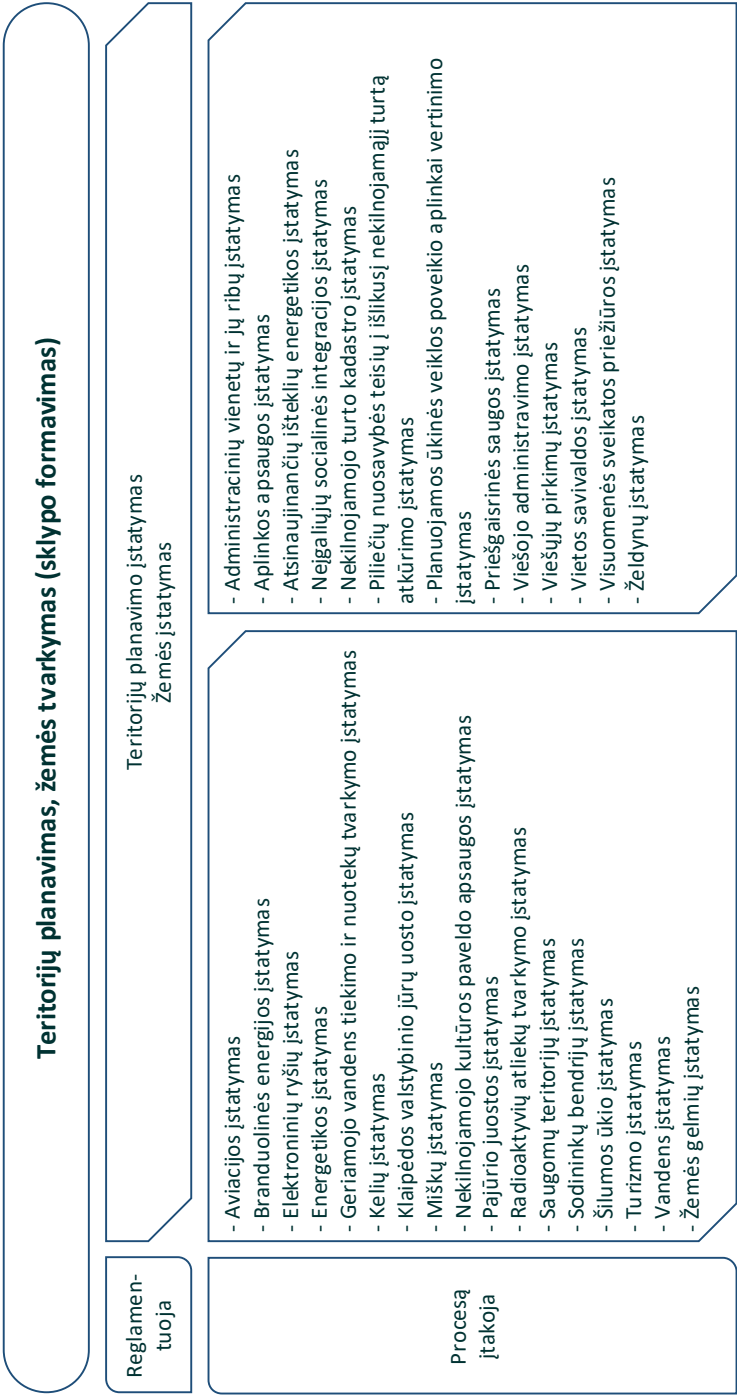 Teritorijų planavimas, žemės tvarkymas (sklypo formavimas)
Reglamen-
tuoja
Teritorijų planavimo įstatymas
Žemės įstatymas
Procesą
įtakoja
- Aviacijos įstatymas
- Branduolinės energijos įstatymas
- Elektroninių ryšių įstatymas
- Energetikos įstatymas
- Geriamojo vandens tiekimo ir nuotekų tvarkymo įstatymas
- Kelių įstatymas
- Klaipėdos valstybinio jūrų uosto įstatymas
- Miškų įstatymas
- Nekilnojamojo kultūros paveldo apsaugos įstatymas
- Pajūrio juostos įstatymas
- Radioaktyvių atliekų tvarkymo įstatymas
- Saugomų teritorijų įstatymas
- Sodininkų bendrijų įstatymas
- Šilumos ūkio įstatymas
- Turizmo įstatymas
- Vandens įstatymas
- Žemės gelmių įstatymas
- Administracinių vienetų ir jų ribų įstatymas
- Aplinkos apsaugos įstatymas
- Atsinaujinančių išteklių energetikos įstatymas
- Neįgaliųjų socialinės integracijos įstatymas
- Nekilnojamojo turto kadastro įstatymas
- Piliečių nuosavybės teisių į išlikusį nekilnojamąjį turtą
atkūrimo įstatymas
- Planuojamos ūkinės veiklos poveikio aplinkai vertinimo
įstatymas
- Priešgaisrinės saugos įstatymas
- Viešojo administravimo įstatymas
- Viešųjų pirkimų įstatymas
- Vietos savivaldos įstatymas
- Visuomenės sveikatos priežiūros įstatymas
- Želdynų įstatymas